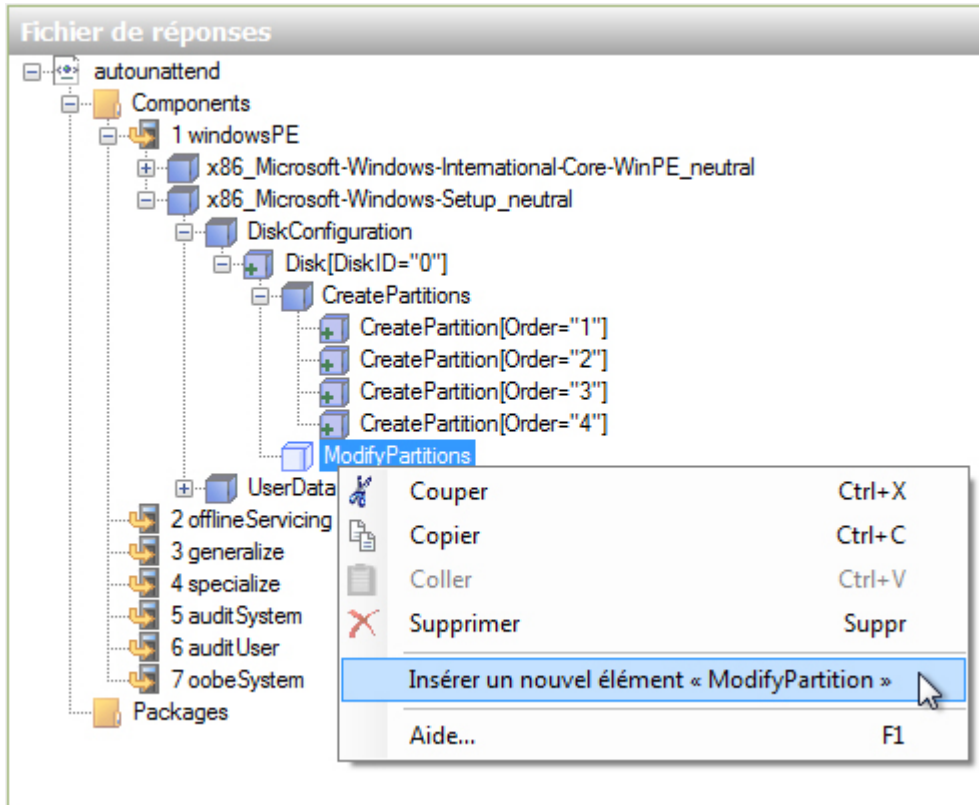 Fichier de réponses
autounattend
Components
1 windowsPE
x86_Microsoft-Windows-International-Core-WinPE_neutral
x86_Microsoft-Windows-Setup_neutral
DiskConfiguration
Disk[DiskID="0"]
CreatePartitions
CreatePartition[Order="1"]
CreatePartition[Order="2"]
CreatePartition[Order="3"]
CreatePartition[Order="4"]
ModifyPartitions
UserData
2 offlineServicing
3 generalize
4 specialize
5 auditSystem
6 auditUser
7 oobeSystem
Packages
Couper Ctrl+X
Copier Ctrl+C
Coller Ctrl+V
Supprimer Suppr
Insérer un nouvel élément « ModifyPartition »
Aide... F1